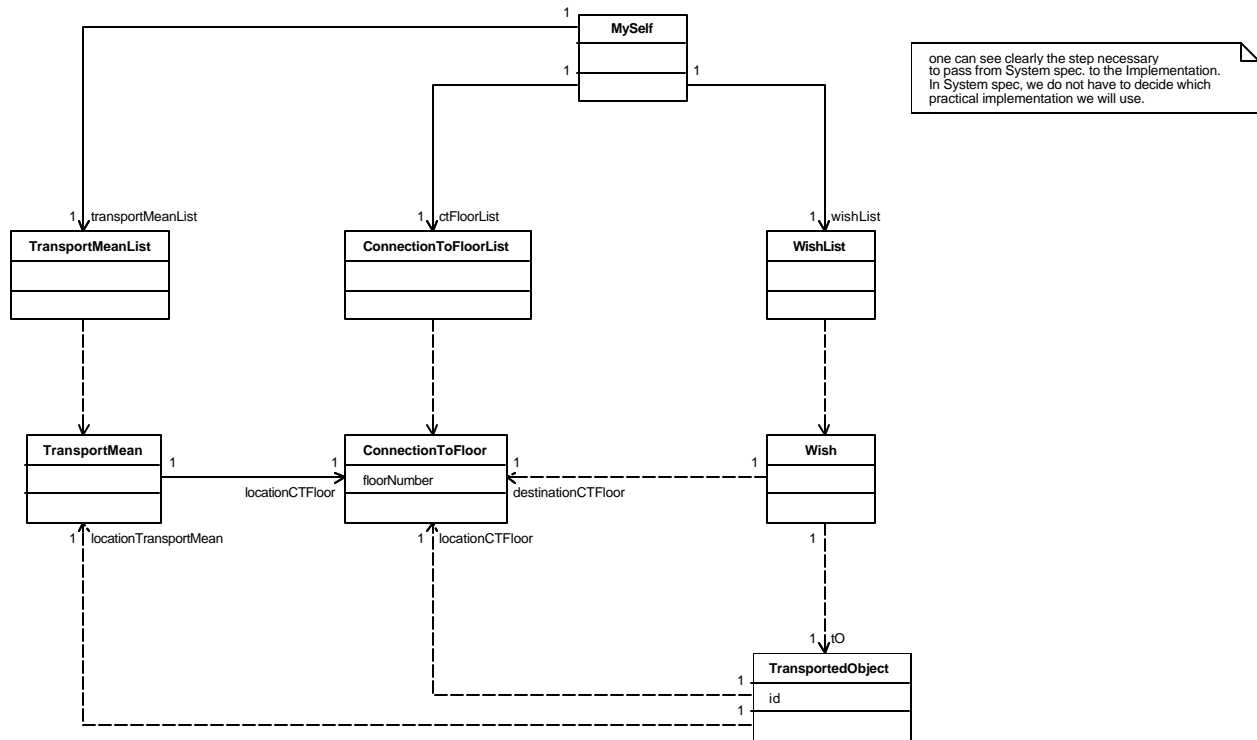 1
MySelf
one can see clearly the step necessary
to pass from System spec. to the Implementation.
In System spec, we do not have to decide which
practical implementation we will use.
1
1
1 transportMeanList
1 ctFloorList
1 wishList
TransportMeanList
ConnectionToFloorList
WishList
TransportMean
ConnectionToFloor
Wish
1
1
1
1
floorNumber
locationCTFloor
destinationCTFloor
1 locationTransportMean
1 locationCTFloor
1
1 tO
TransportedObject
1
id
1